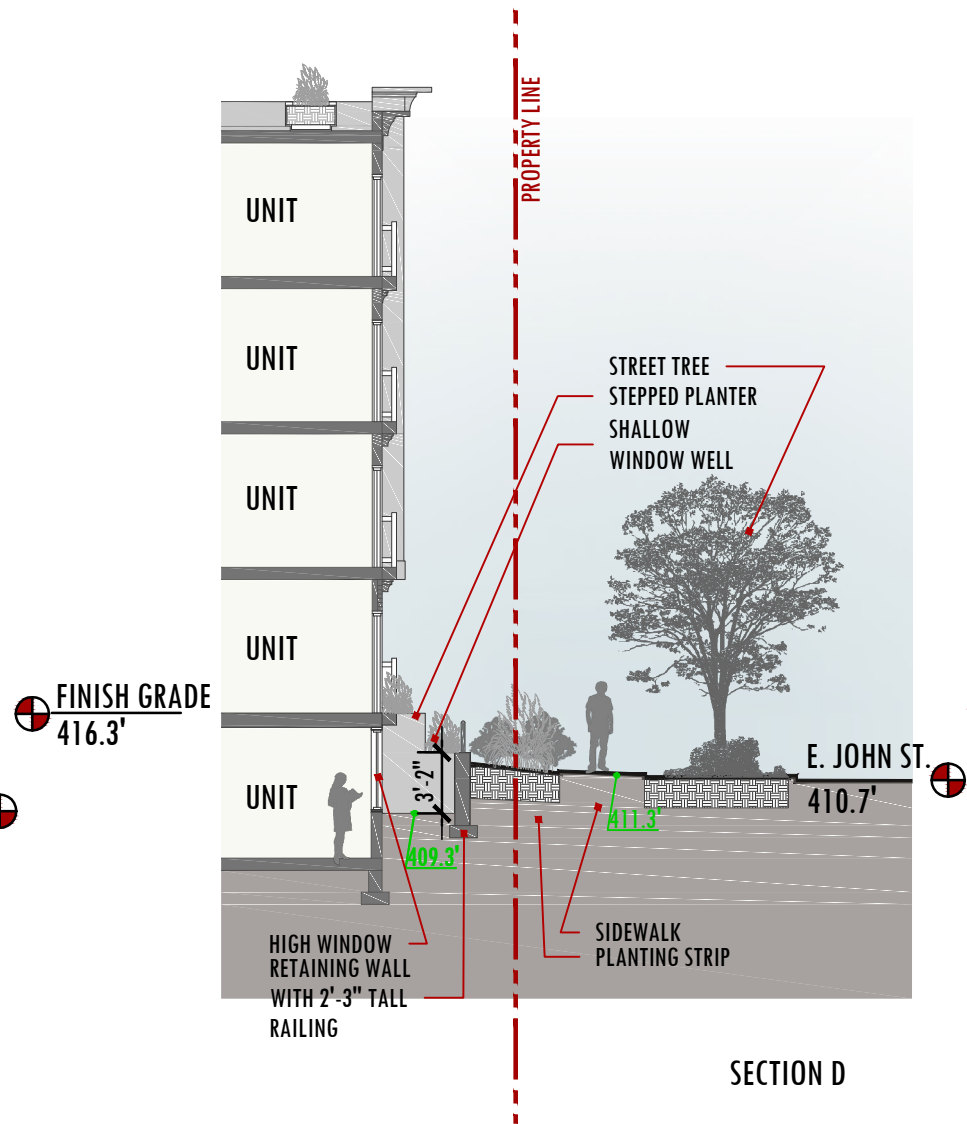 PROPERTY LINE
UNIT
UNIT
STREET TREE
STEPPED PLANTER
SHALLOW
WINDOW WELL
UNIT
UNIT
FINISH GRADE
416.3'
E. JOHN ST.
410.7'
UNIT
3'-2"
411.3'
409.3'
HIGH WINDOW
RETAINING WALL
WITH 2'-3" TALL
RAILING
SIDEWALK
PLANTING STRIP
SECTION D